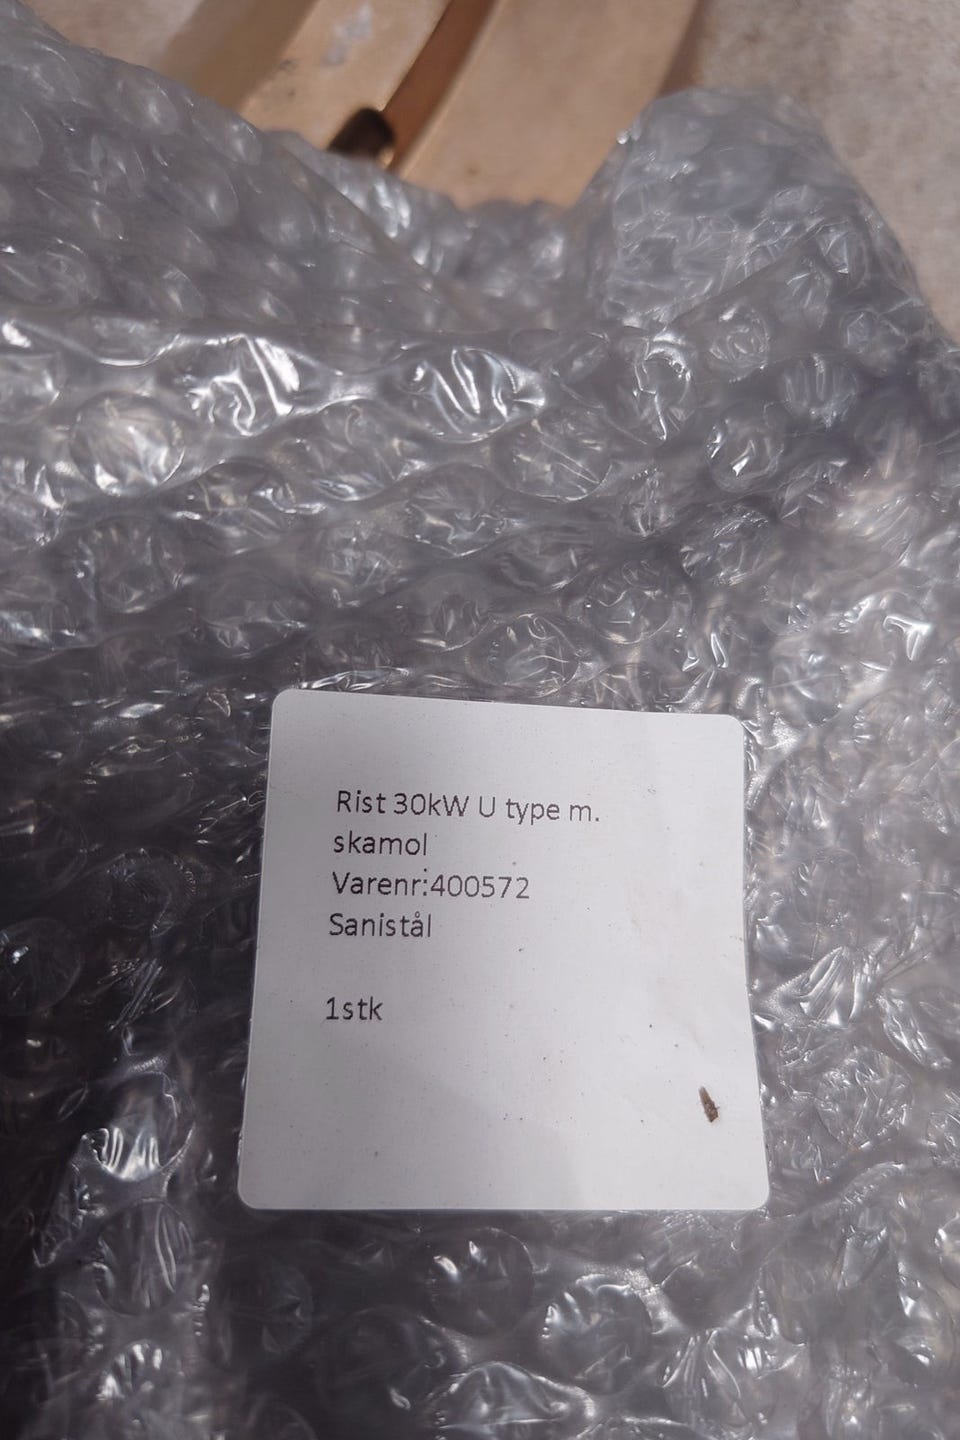 Rist 30kW U type m.
skamol
Varenr:400572
Sanistål
1stk